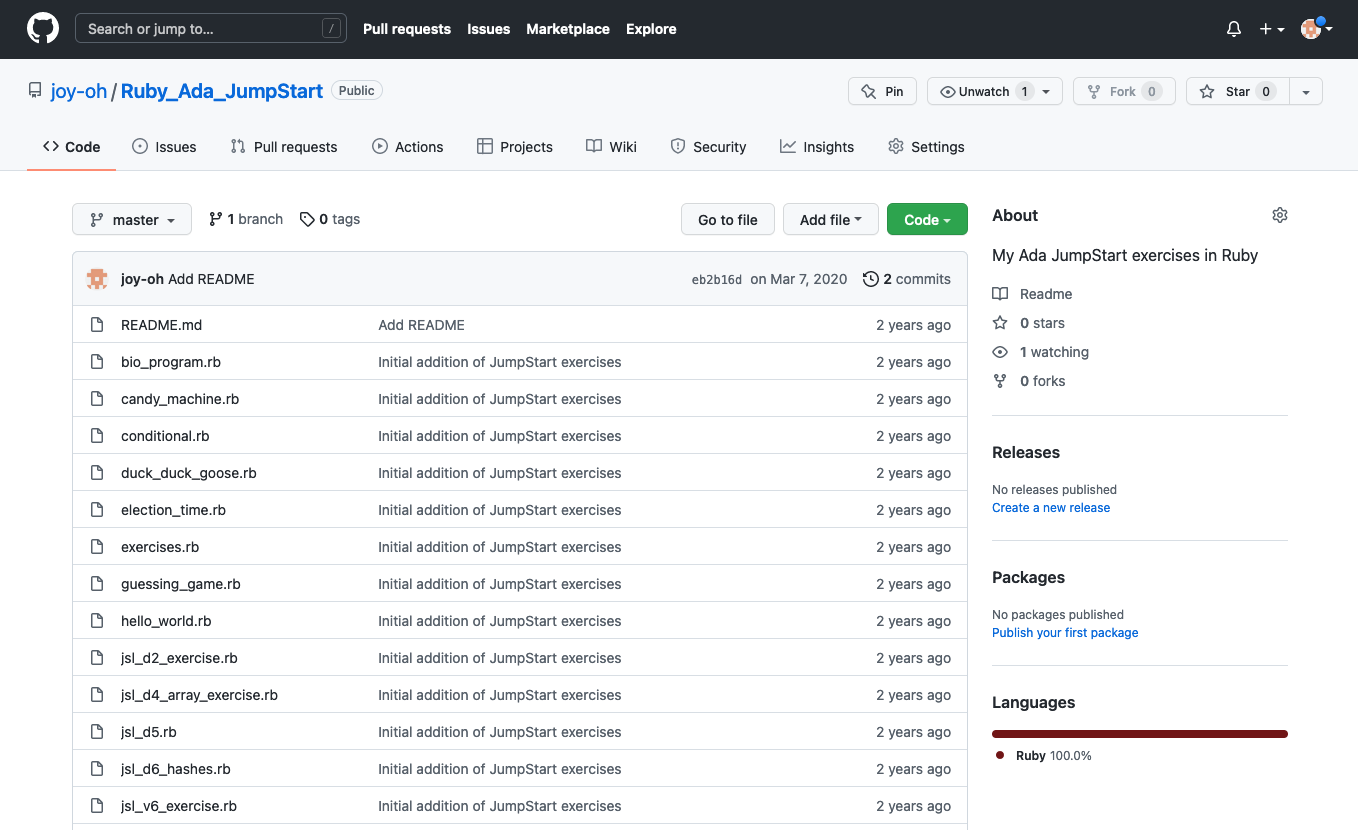 Search or jump to... /
Pull requests Issues Marketplace Explore
joy-oh / Ruby_Ada_JumpStart Public
Pin Unwatch 1 Fork 0 Star 0
Code Issues Pull requests Actions Projects Wiki Security Insights Settings
master 1 branch 0 tags
Go to file Add file Code
joy-oh Add README eb2b16d on Mar 7, 2020 2 commits
README.md Add README 2 years ago
bio_program.rb Initial addition of JumpStart exercises 2 years ago
candy_machine.rb Initial addition of JumpStart exercises 2 years ago
conditional.rb Initial addition of JumpStart exercises 2 years ago
duck_duck_goose.rb Initial addition of JumpStart exercises 2 years ago
election_time.rb Initial addition of JumpStart exercises 2 years ago
exercises.rb Initial addition of JumpStart exercises 2 years ago
guessing_game.rb Initial addition of JumpStart exercises 2 years ago
hello_world.rb Initial addition of JumpStart exercises 2 years ago
jsl_d2_exercise.rb Initial addition of JumpStart exercises 2 years ago
jsl_d4_array_exercise.rb Initial addition of JumpStart exercises 2 years ago
jsl_d5.rb Initial addition of JumpStart exercises 2 years ago
jsl_d6_hashes.rb Initial addition of JumpStart exercises 2 years ago
jsl_v6_exercise.rb Initial addition of JumpStart exercises 2 years ago
About
My Ada JumpStart exercises in Ruby
Readme
0 stars
1 watching
0 forks
Releases
No releases published
Create a new release
Packages
No packages published
Publish your first package
Languages
Ruby 100.0%